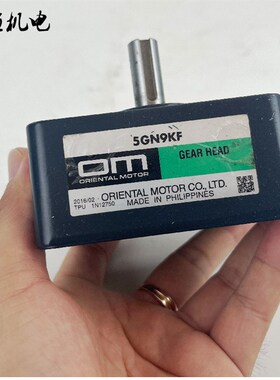 机电
5GN9KF
OM
ORIENTAL MOTOR
GEAR HEAD
2016/02
TPU 1N12750
ORIENTAL MOTOR CO., LTD.
MADE IN PHILIPPINES